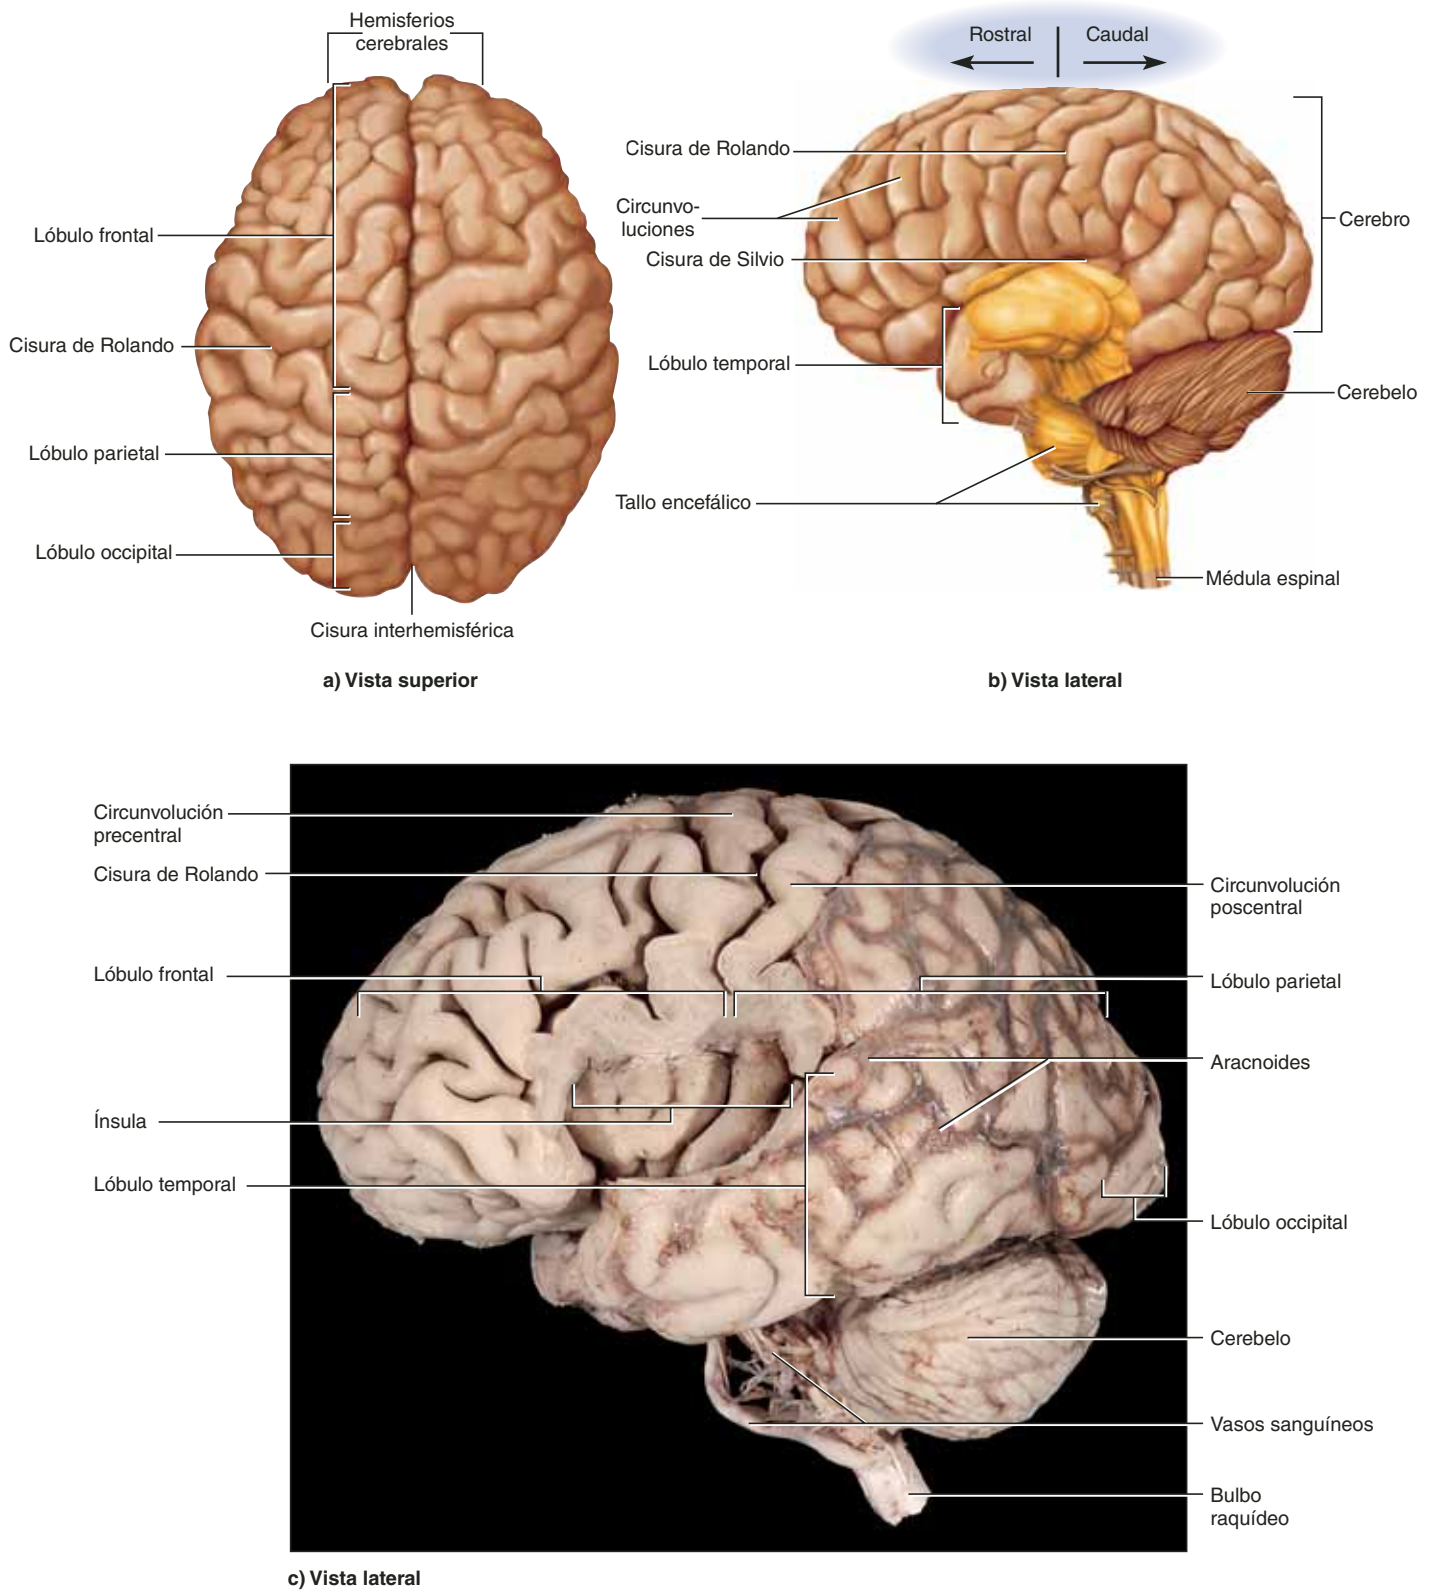 Hemisferios
cerebrales
Lóbulo frontal
Cisura de Rolando
Lóbulo parietal
Lóbulo occipital
Cisura interhemisférica
a) Vista superior
Rostral
Caudal
Cisura de Rolando
Circunvo-
luciones
Cisura de Silvio
Lóbulo temporal
Tallo encefálico
Cerebro
Cerebelo
Médula espinal
b) Vista lateral
Circunvolución
precentral
Cisura de Rolando
Lóbulo frontal
Ínsula
Lóbulo temporal
Circunvolución
poscentral
Lóbulo parietal
Aracnoides
Lóbulo occipital
Cerebelo
Vasos sanguíneos
Bulbo
raquídeo
c) Vista lateral